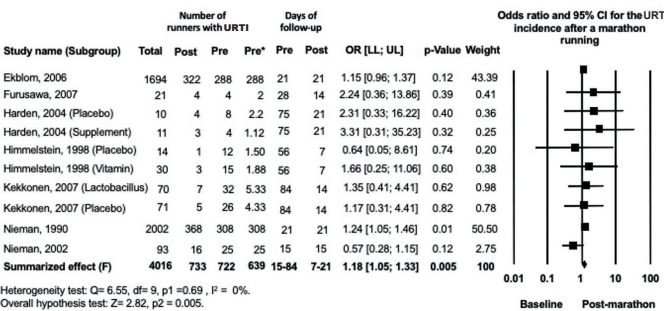 Number of runners with URTI
Days of follow-up
Odds ratio and 95% CI for the URT incidence after a marathon running
Study name (Subgroup) Total Post Pre Pre* Pre Post OR [LL; UL] p-Value Weight
Ekblom, 2006 1694 322 288 288 21 21 1.15 [0.96; 1.37] 0.12 43.39
Furusawa, 2007 21 4 4 2 28 14 2.24 [0.36; 13.86] 0.39 0.41
Harden, 2004 (Placebo) 10 4 8 2.2 75 21 2.31 [0.33; 16.22] 0.40 0.36
Harden, 2004 (Supplement) 11 3 4 1.12 75 21 3.31 [0.31; 35.23] 0.32 0.25
Himmelstein, 1998 (Placebo) 14 1 12 1.50 56 7 0.64 [0.05; 8.61] 0.74 0.20
Himmelstein, 1998 (Vitamin) 30 3 15 1.88 56 7 1.66 [0.25; 11.06] 0.60 0.38
Kekkonen, 2007 (Lactobacillus) 70 7 32 5.33 84 14 1.35 [0.41; 4.41] 0.62 0.98
Kekkonen, 2007 (Placebo) 71 5 26 4.33 84 14 1.17 [0.31; 4.41] 0.82 0.78
Nieman, 1990 2002 368 308 308 21 21 1.24 [1.05; 1.46] 0.01 50.50
Nieman, 2002 93 16 25 25 15 15 0.57 [0.28; 1.15] 0.12 2.75
Summarized effect (F) 4016 733 722 639 15-84 7-21 1.18 [1.05; 1.33] 0.005 100
0.01 0.1 1 10 100
Heterogeneity test: Q= 6.55, df= 9, p1 =0.69 , I² = 0%.
Baseline Post-marathon
Overall hypothesis test: Z= 2.82, p2 = 0.005.